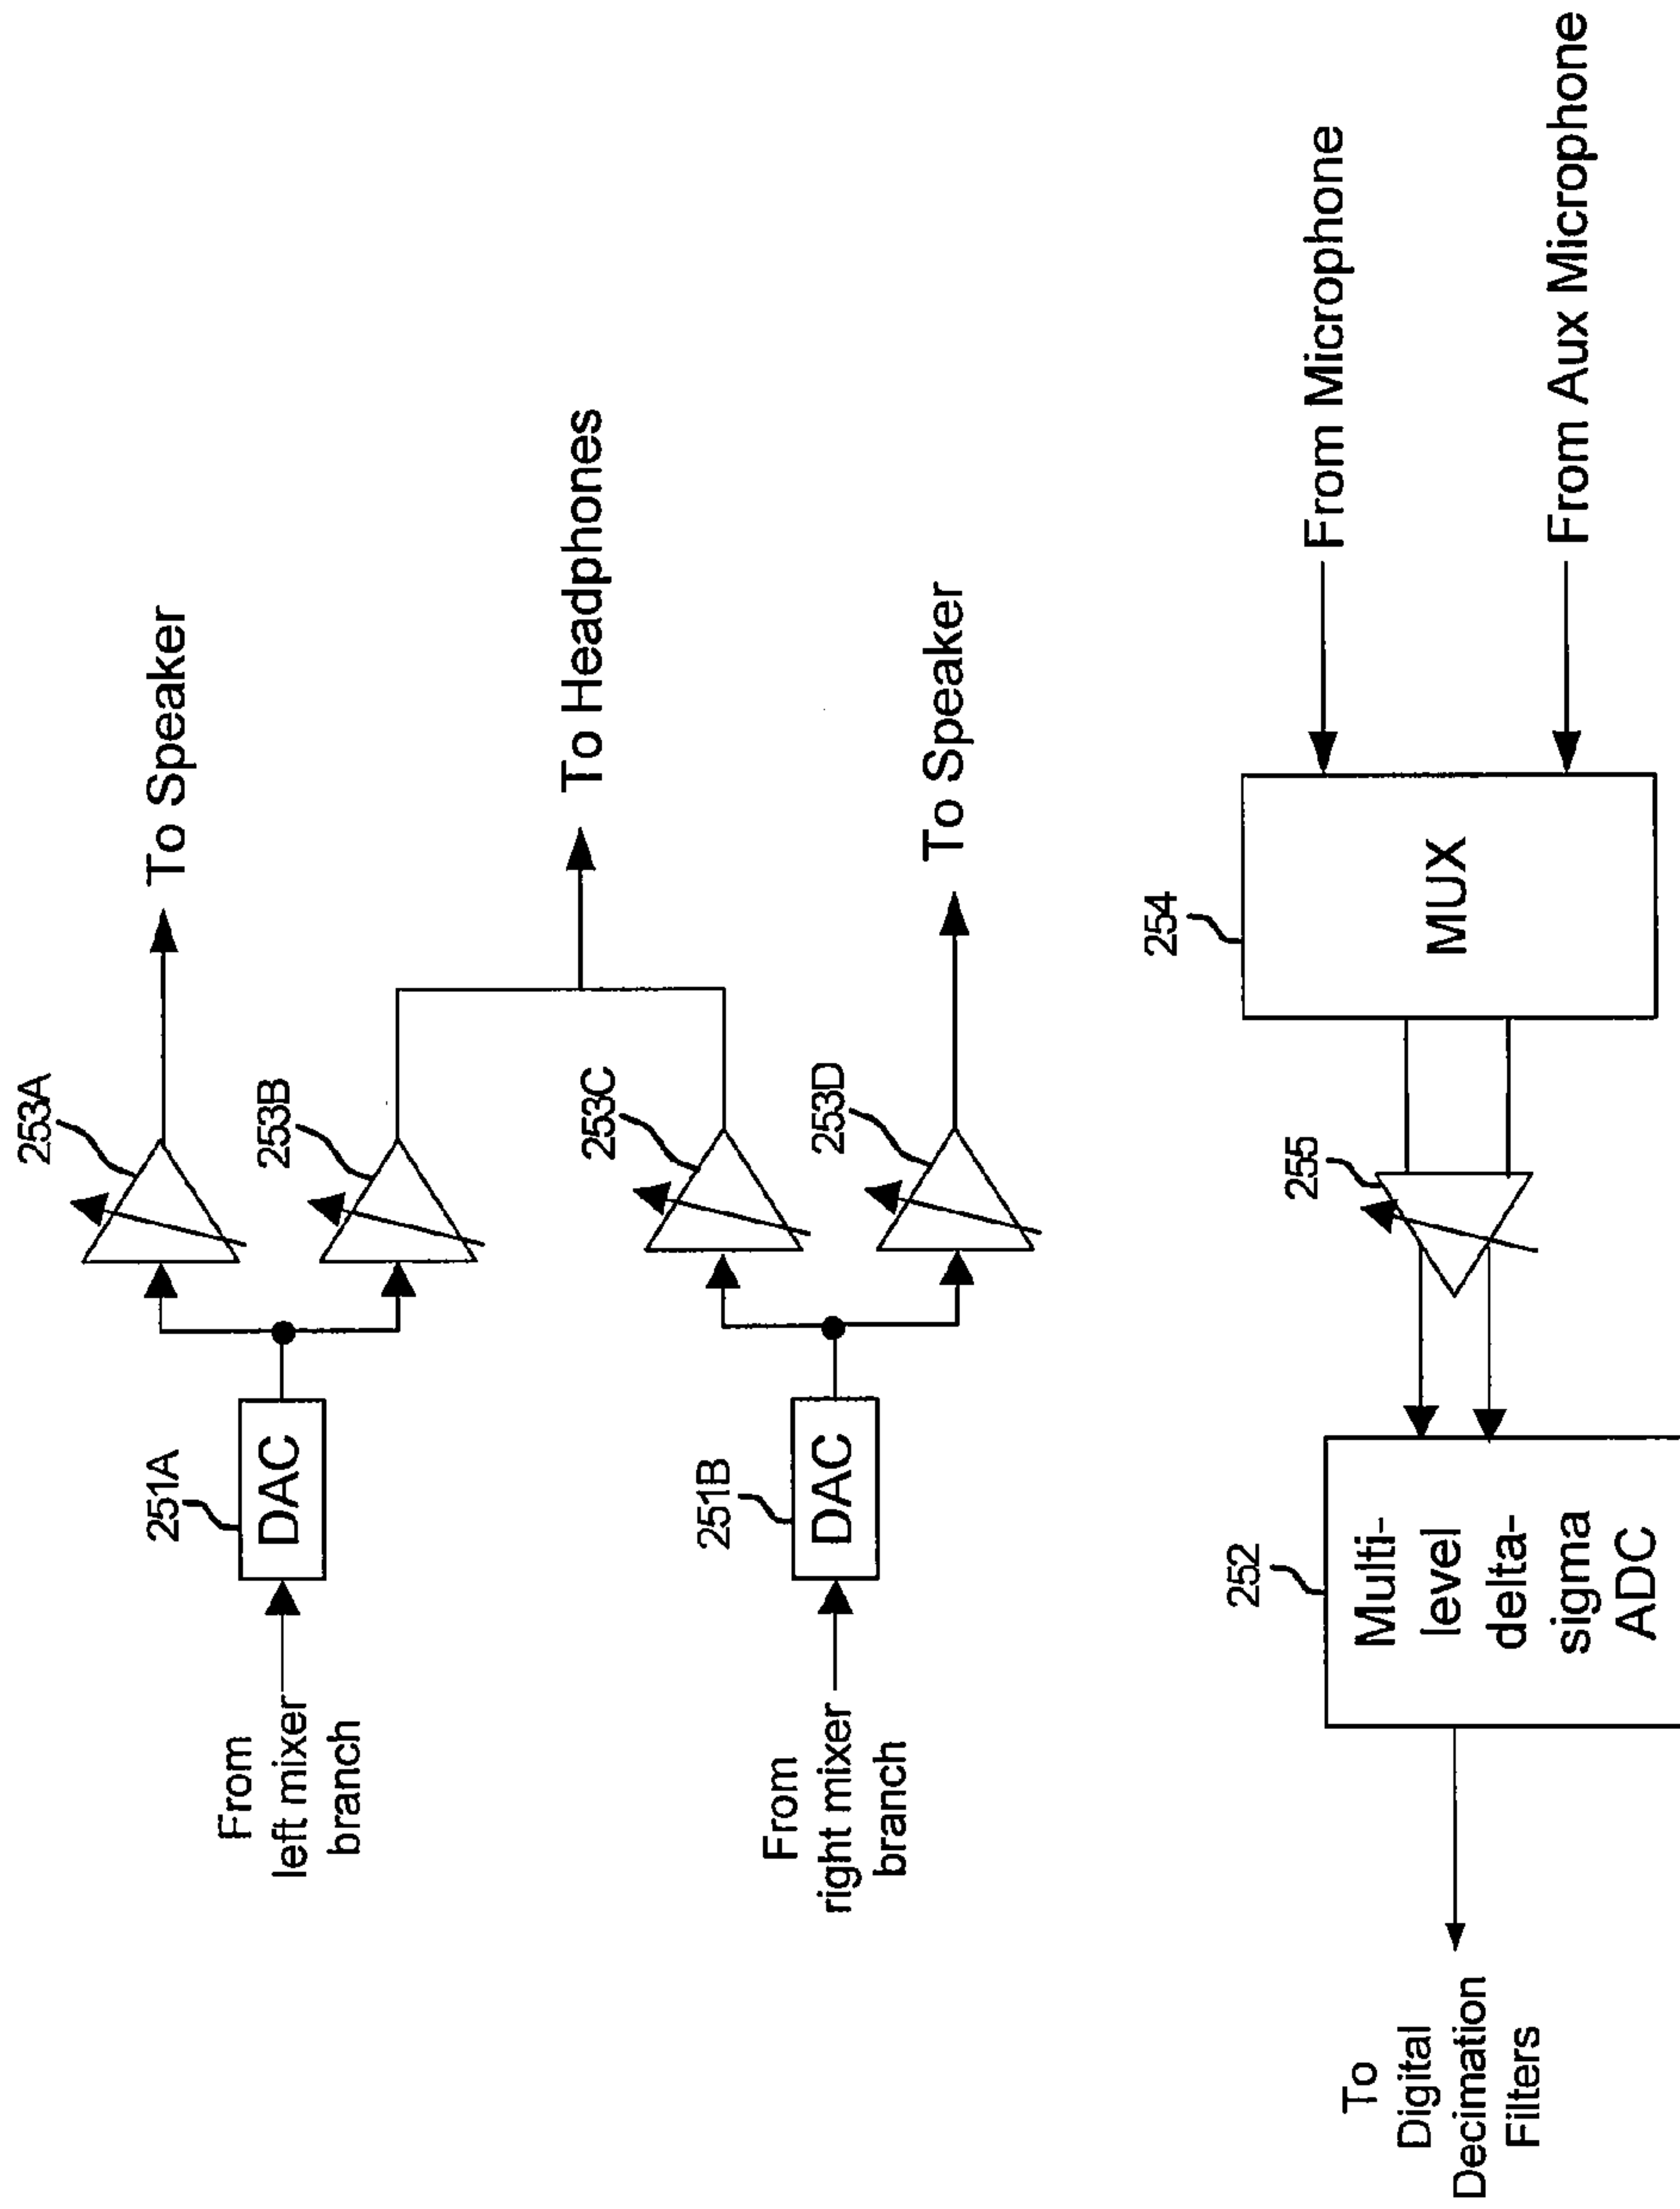 253A
To Speaker
251A
From
left mixer
branch
DAC
253B
To Headphones
253C
251B
From
right mixer
branch
DAC
253D
To Speaker
254
From Microphone
252
255
MUX
To
Digital
Decimation
Filters
Multi-
level
delta-
sigma
ADC
From Aux Microphone